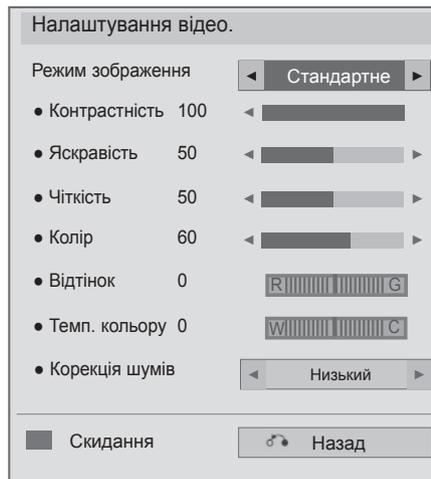 Налаштування відео.
Режим зображення ◄ Стандартне ►
● Контрастність 100 ◄
● Яскравість 50 ◄ ►
● Чіткість 50 ◄ ►
● Колір 60 ◄ ►
● Відтінок 0 R G
● Темп. кольору 0 W C
● Корекція шумів ◄ Низький ►
Скидання Назад